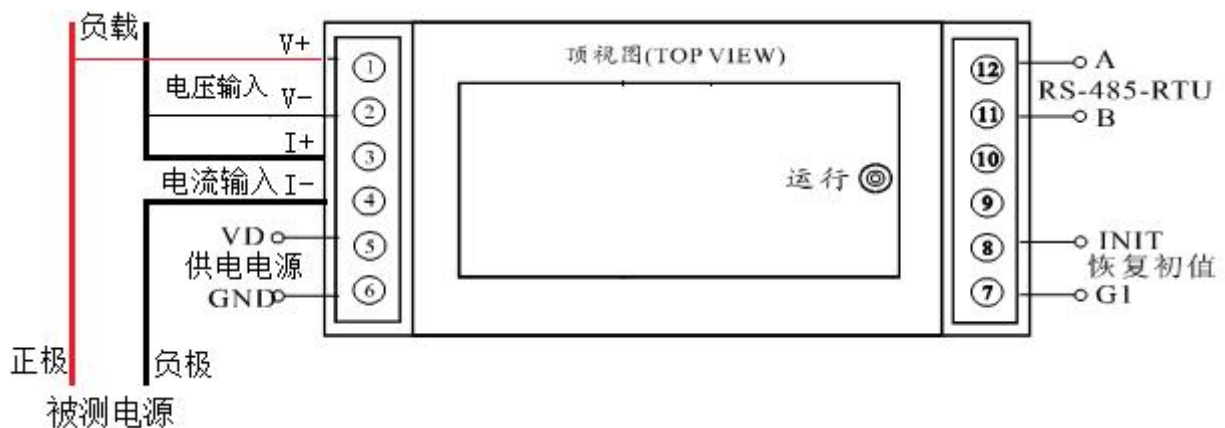 负载
V+
电压输入 V-
I+
电流输入 I-
VD
供电电源
GND
正极
负极
被测电源
1
2
3
4
5
6
顶视图(TOP VIEW)
运行
12
11
10
9
8
7
A
RS-485-RTU
B
INIT
恢复初值
G1